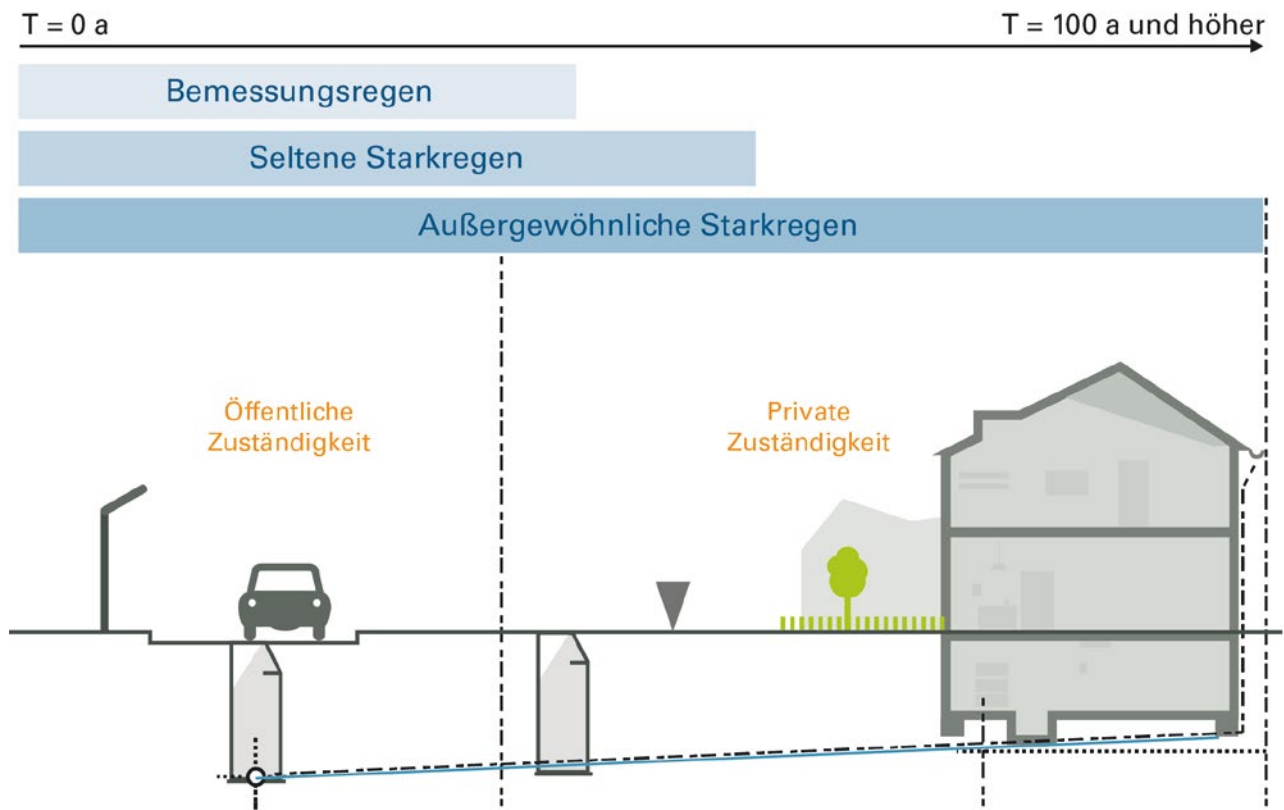 T = 0 a
T = 100 a und höher
Bemessungsregen
Seltene Starkregen
Außergewöhnliche Starkregen
Öffentliche
Zuständigkeit
Private
Zuständigkeit